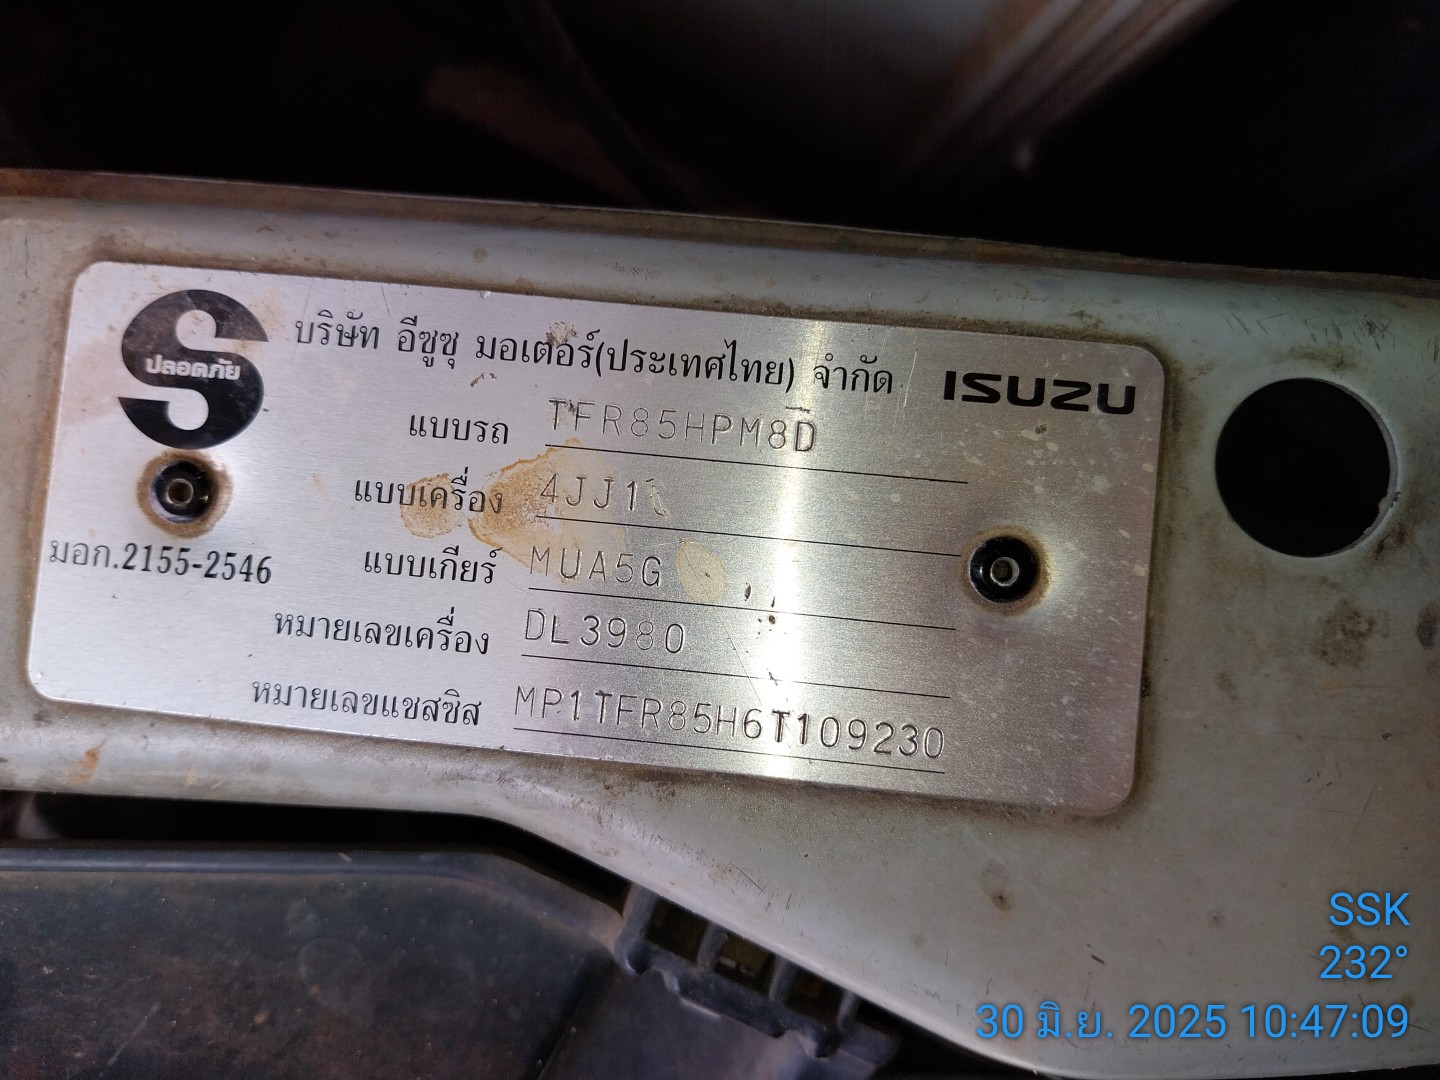 บริษัท อีซูซุ มอเตอร์(ประเทศไทย) จำกัด ISUZU
ปลอดภัย
แบบรถ TFR85HPM8D
แบบเครื่อง 4JJ1
แบบเกียร์ MUA5G
มอก.2155-2546
หมายเลขเครื่อง DL3980
หมายเลขแชสซิส MP1TFR85H6T109230
SSK
232°
30 มิ.ย. 2025 10:47:09